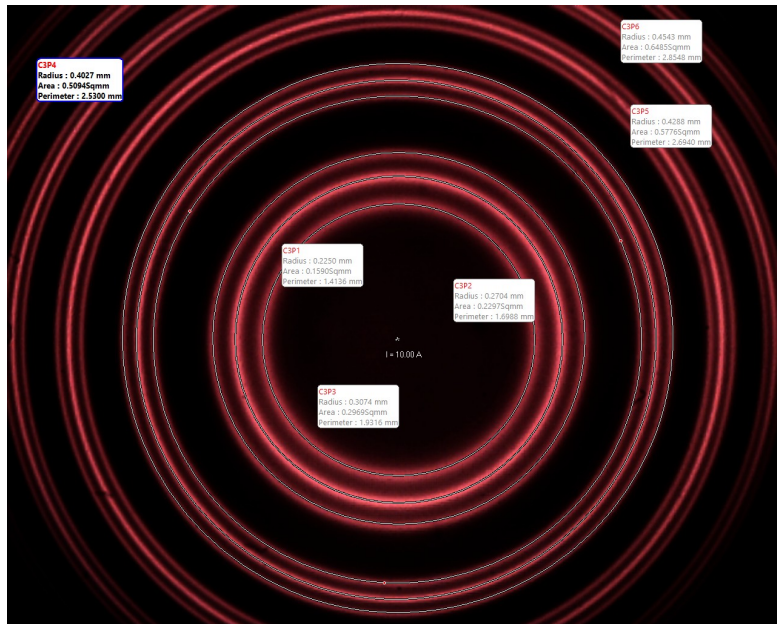 C3P6
Radius : 0.4543 mm
Area : 0.6485Sqmm
Perimeter : 2.8548 mm
C3P4
Radius : 0.4027 mm
Area : 0.5094Sqmm
Perimeter : 2.5300 mm
C3P5
Radius : 0.4288 mm
Area : 0.5776Sqmm
Perimeter : 2.6940 mm
C3P1
Radius : 0.2250 mm
Area : 0.1590Sqmm
Perimeter : 1.4136 mm
C3P2
Radius : 0.2704 mm
Area : 0.2297Sqmm
Perimeter : 1.6988 mm
I = 10.00 A
C3P3
Radius : 0.3074 mm
Area : 0.2969Sqmm
Perimeter : 1.9316 mm